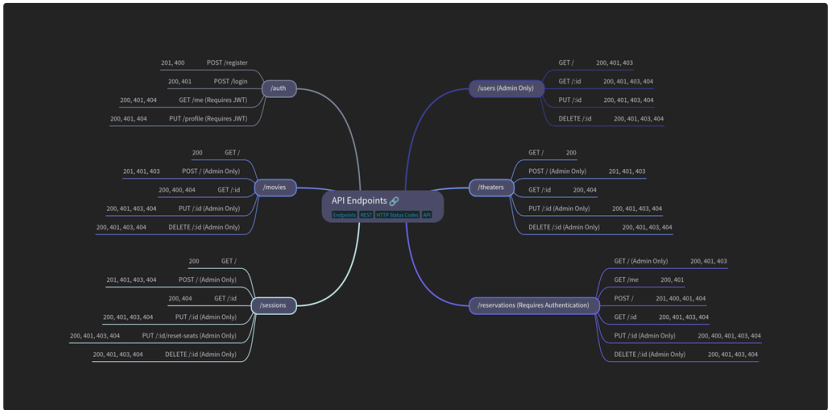 API Endpoints
Endpoints REST HTTP Status Codes API
/auth
201, 400 POST /register
200, 401 POST /login
200, 401, 404 GET /me (Requires JWT)
200, 401, 404 PUT /profile (Requires JWT)
/movies
200 GET /
201, 401, 403 POST / (Admin Only)
200, 400, 404 GET /:id
200, 401, 403, 404 PUT /:id (Admin Only)
200, 401, 403, 404 DELETE /:id (Admin Only)
/sessions
200 GET /
201, 401, 403, 404 POST / (Admin Only)
200, 404 GET /:id
200, 401, 403, 404 PUT /:id (Admin Only)
200, 401, 403, 404 PUT /:id/reset-seats (Admin Only)
200, 401, 403, 404 DELETE /:id (Admin Only)
/users (Admin Only)
GET / 200, 401, 403
GET /:id 200, 401, 403, 404
PUT /:id 200, 401, 403, 404
DELETE /:id 200, 401, 403, 404
/theaters
GET / 200
POST / (Admin Only) 201, 401, 403
GET /:id 200, 404
PUT /:id (Admin Only) 200, 401, 403, 404
DELETE /:id (Admin Only) 200, 401, 403, 404
/reservations (Requires Authentication)
GET / (Admin Only) 200, 401, 403
GET /me 200, 401
POST / 201, 400, 401, 404
GET /:id 200, 401, 403, 404
PUT /:id (Admin Only) 200, 400, 401, 403, 404
DELETE /:id (Admin Only) 200, 401, 403, 404